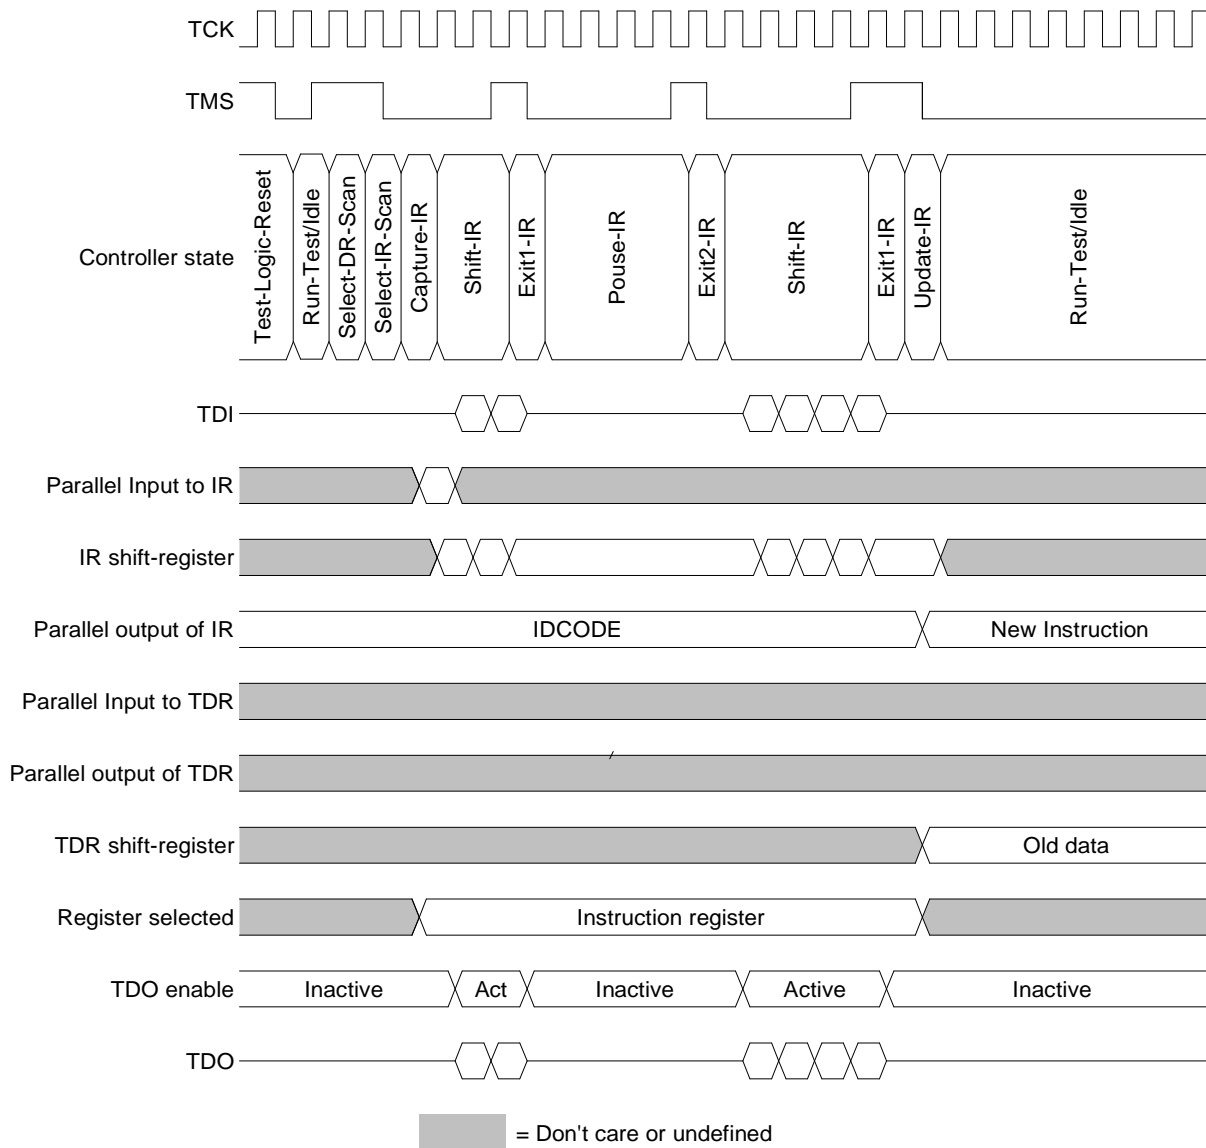 TCK
TMS
Controller state
Test-Logic-Reset
Run-Test/Idle
Select-DR-Scan
Select-IR-Scan
Capture-IR
Shift-IR
Exit1-IR
Pouse-IR
Exit2-IR
Shift-IR
Exit1-IR
Update-IR
Run-Test/Idle
TDI
Parallel Input to IR
IR shift-register
Parallel output of IR IDCODE New Instruction
Parallel Input to TDR
Parallel output of TDR
TDR shift-register Old data
Register selected Instruction register
TDO enable Inactive Act Inactive Active Inactive
TDO
= Don't care or undefined